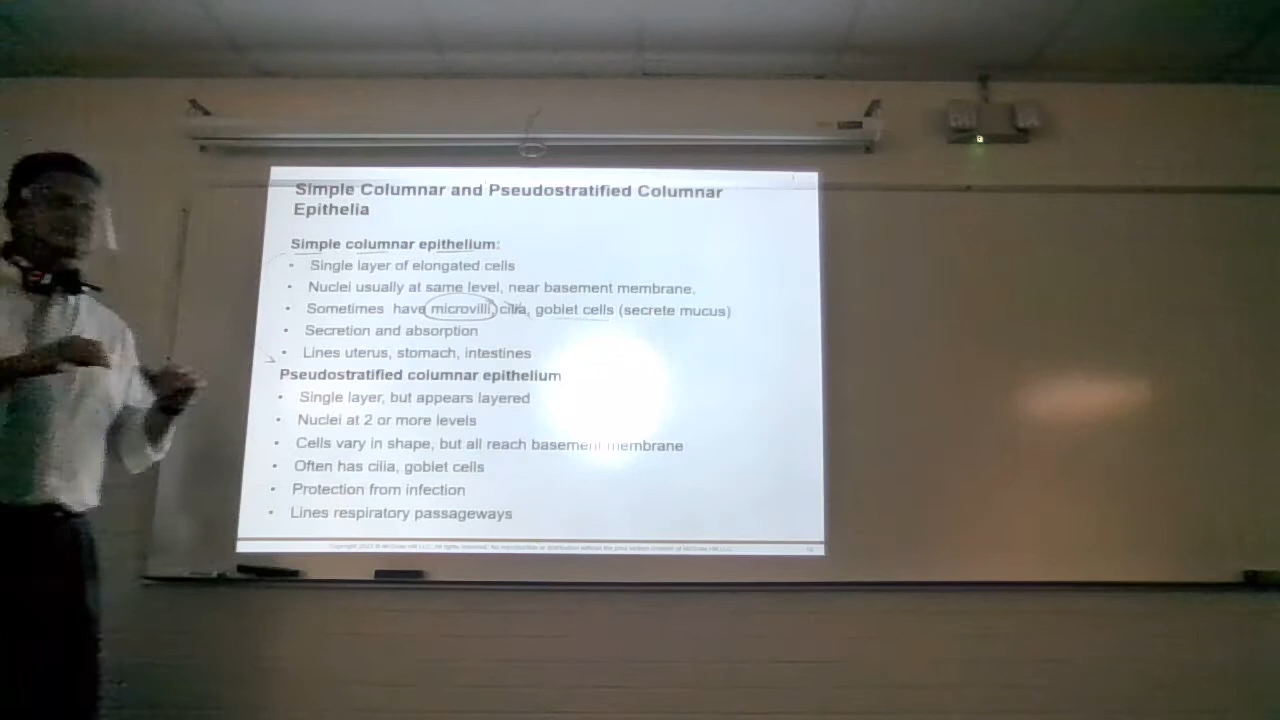 Simple Columnar and Pseudostratified Columnar
Epithelia
Simple columnar epithelium:
• Single layer of elongated cells
• Nuclei usually at same level, near basement membrane.
• Sometimes have microvilli, cilia, goblet cells (secrete mucus)
• Secretion and absorption
• Lines uterus, stomach, intestines
Pseudostratified columnar epithelium
• Single layer, but appears layered
• Nuclei at 2 or more levels
• Cells vary in shape, but all reach basement membrane
• Often has cilia, goblet cells
• Protection from infection
• Lines respiratory passageways